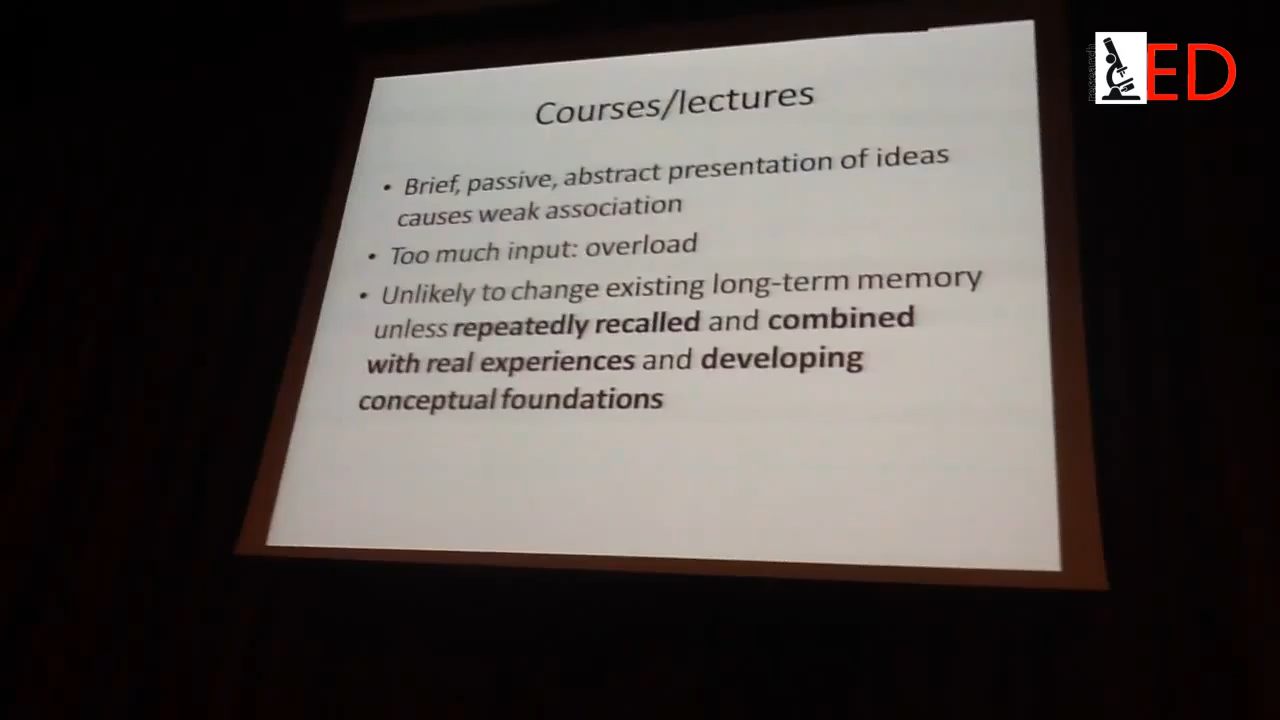 Courses/lectures
• Brief, passive, abstract presentation of ideas
causes weak association
• Too much input: overload
• Unlikely to change existing long-term memory
unless repeatedly recalled and combined
with real experiences and developing
conceptual foundations
research
ED